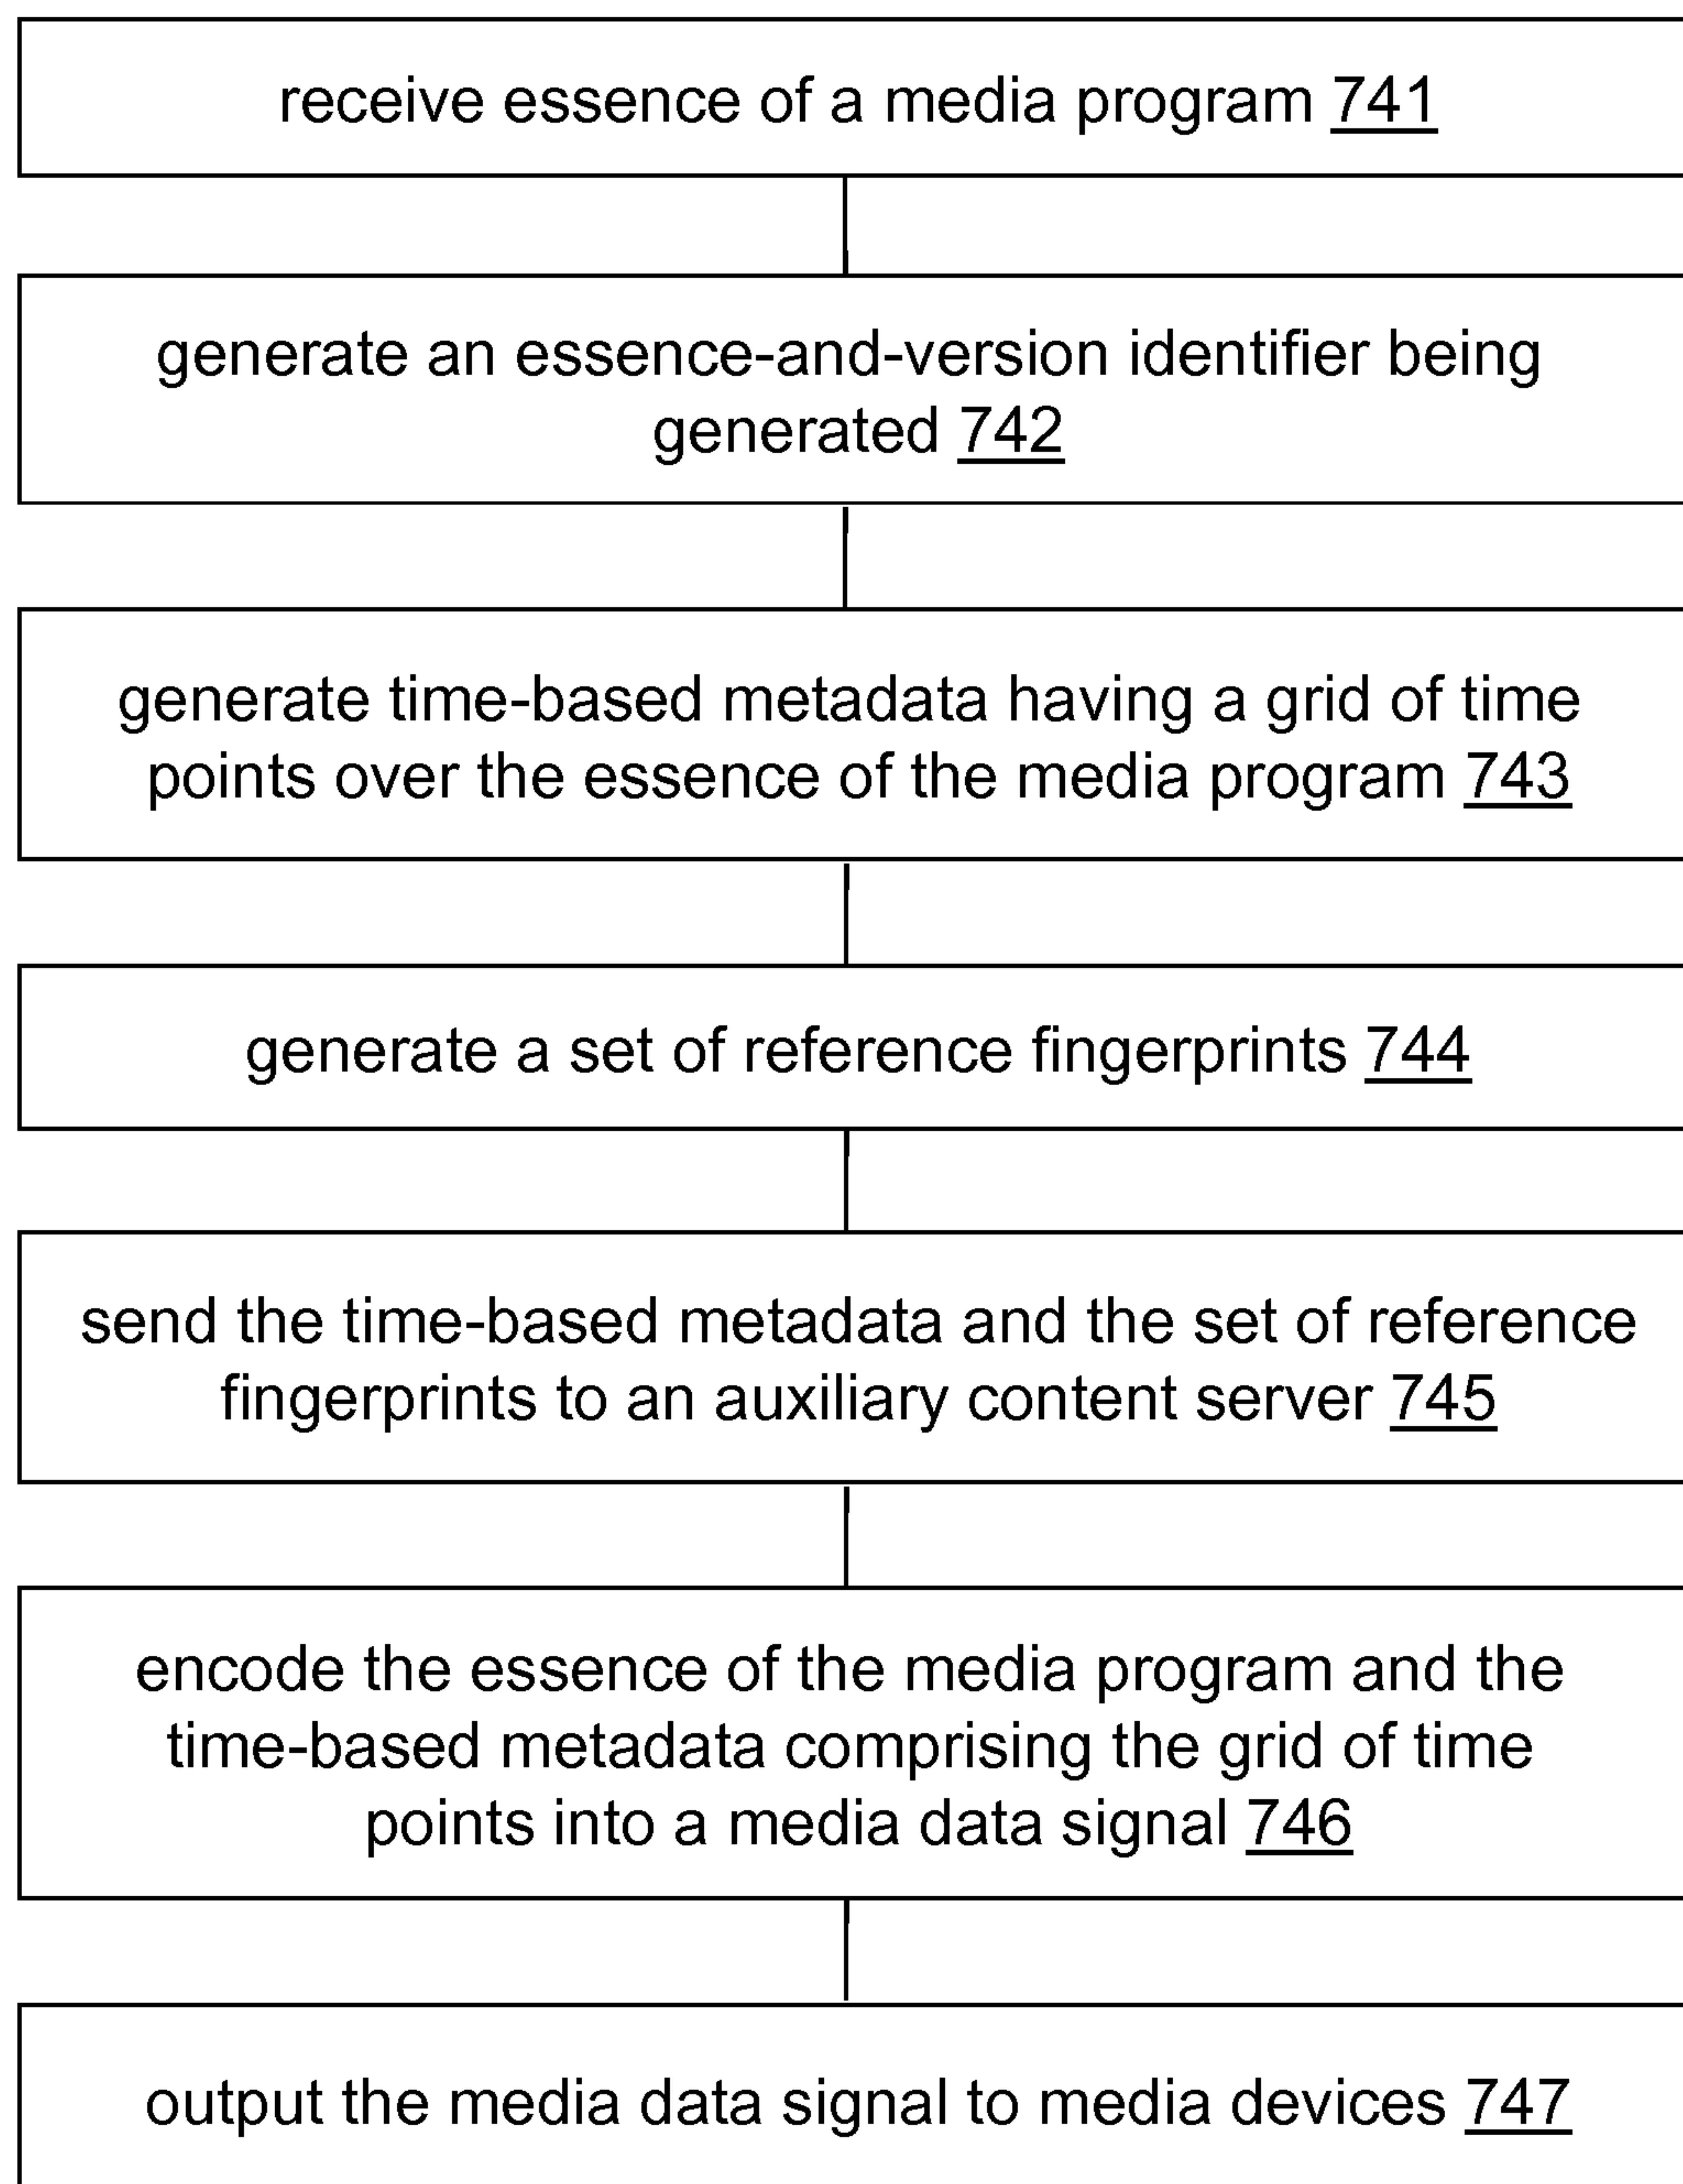 receive essence of a media program 741
generate an essence-and-version identifier being
generated 742
generate time-based metadata having a grid of time
points over the essence of the media program 743
generate a set of reference fingerprints 744
send the time-based metadata and the set of reference
fingerprints to an auxiliary content server 745
encode the essence of the media program and the
time-based metadata comprising the grid of time
points into a media data signal 746
output the media data signal to media devices 747